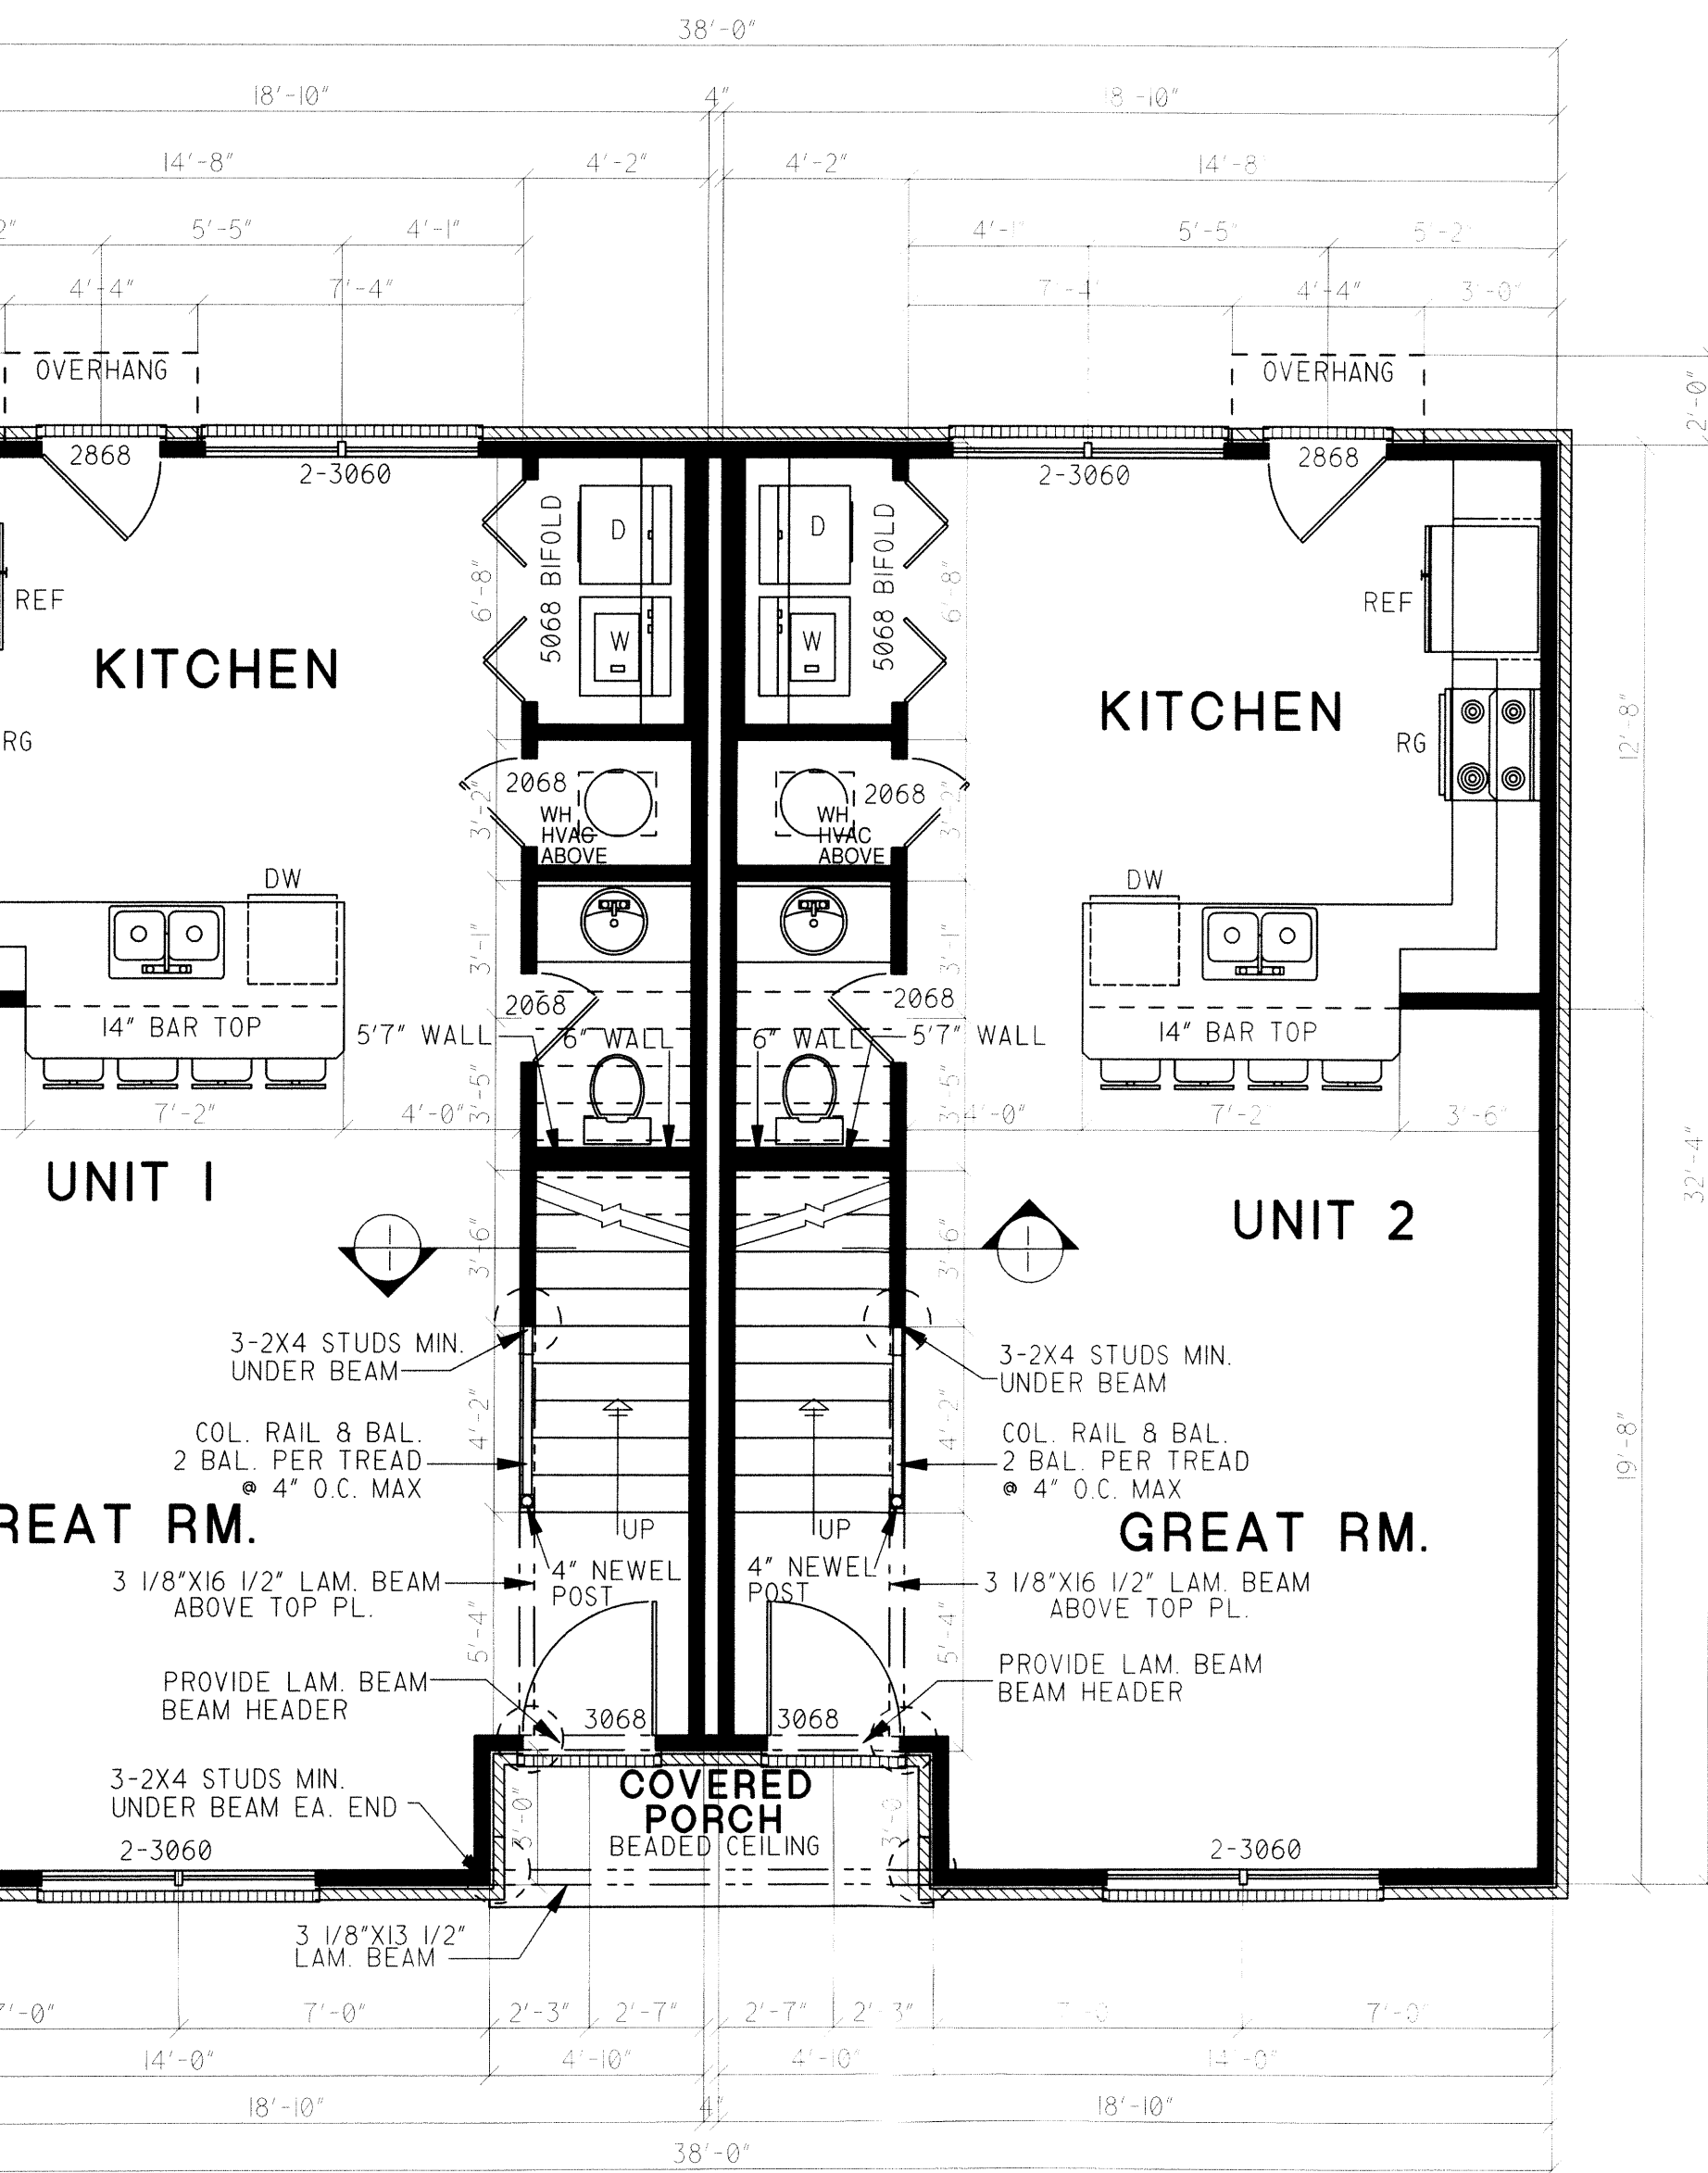 38'-0"
18'-10" 4" 18'-10"
14'-8" 4'-2" 4'-2" 14'-8"
5'-5" 4'-1" 4'-1" 5'-5" 5'-2"
4'-4" 7'-4" 7'-4" 4'-4" 3'-0"
OVERHANG OVERHANG
2'-0"
2868 2-3060 2-3060 2868
D D
5068 BIFOLD 5068 BIFOLD
6'-8" 6'-8"
REF REF
W W
KITCHEN KITCHEN
RG RG
12'-8"
2068 2068
WH WH
HVAC HVAC
ABOVE ABOVE
3'-2" 3'-2"
DW DW
3'-1" 3'-1"
2068 2068
14" BAR TOP 14" BAR TOP
5'7" WALL 6" WALL 6" WALL 5'7" WALL
3'-5" 3'-5"
7'-2" 4'-0" 4'-0" 7'-2" 3'-6"
32'-4"
UNIT 1 UNIT 2
3'-6" 3'-6"
3-2X4 STUDS MIN.
UNDER BEAM
3-2X4 STUDS MIN.
UNDER BEAM
4'-2" 4'-2"
COL. RAIL & BAL.
2 BAL. PER TREAD
@ 4" O.C. MAX
COL. RAIL & BAL.
2 BAL. PER TREAD
@ 4" O.C. MAX
19'-8"
REAT RM. UP UP GREAT RM.
4" NEWEL
POST
4" NEWEL
POST
3 1/8"X16 1/2" LAM. BEAM
ABOVE TOP PL.
3 1/8"X16 1/2" LAM. BEAM
ABOVE TOP PL.
5'-4" 5'-4"
PROVIDE LAM. BEAM
BEAM HEADER
PROVIDE LAM. BEAM
BEAM HEADER
3068 3068
3-2X4 STUDS MIN.
UNDER BEAM EA. END
COVERED
PORCH
BEADED CEILING
3'-0" 3'-0
2-3060 2-3060
3 1/8"X13 1/2"
LAM. BEAM
7'-0" 7'-0" 2'-3" 2'-7" 2'-7" 2'-3" 7'-0 7'-0"
14'-0" 4'-10" 4'-10" 14'-0"
18'-10" 4" 18'-10"
38'-0"